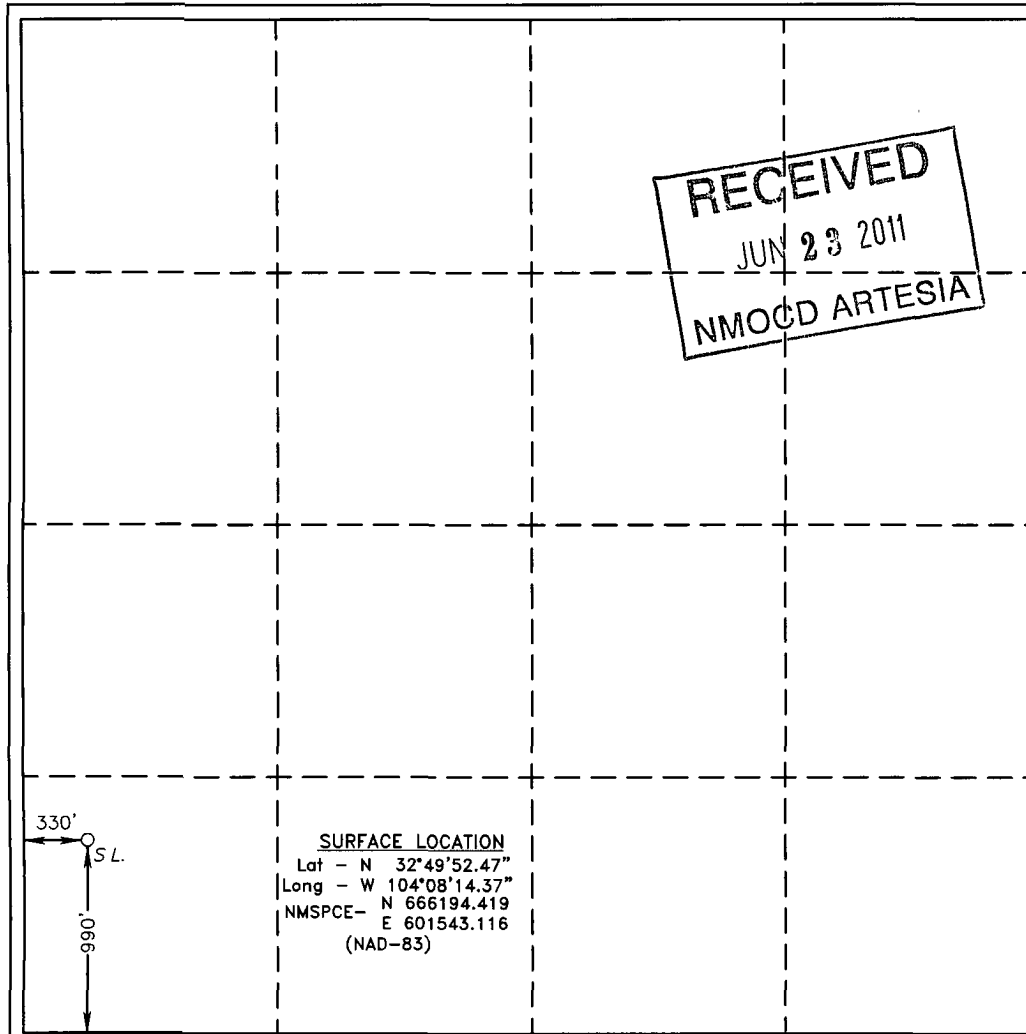 RECEIVED
JUN 23 2011
NMOCD ARTESIA
330'
S L.
990'
SURFACE LOCATION
Lat - N 32°49'52.47"
Long - W 104°08'14.37"
NMSPCE- N 666194.419
E 601543.116
(NAD-83)